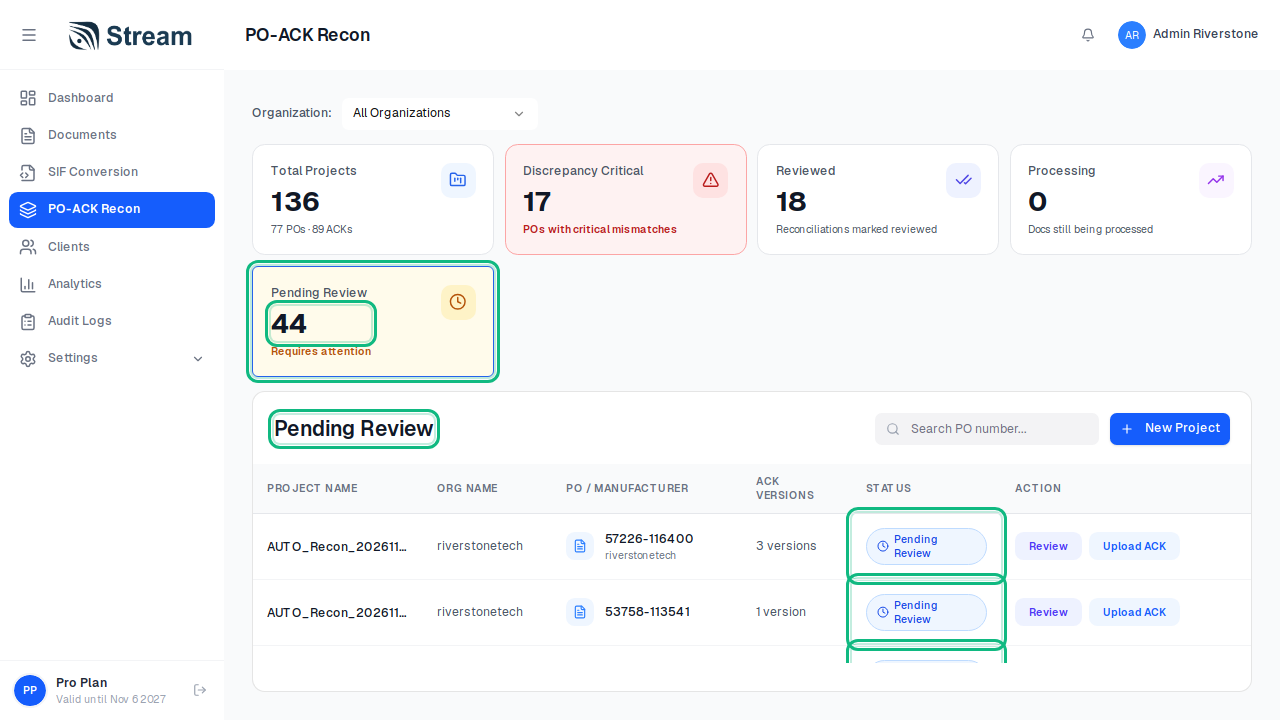 Stream
PO-ACK Recon
AR
Admin Riverstone
Dashboard
Documents
SIF Conversion
PO-ACK Recon
Clients
Analytics
Audit Logs
Settings
PP
Pro Plan
Valid until Nov 6 2027
Organization:
All Organizations
Total Projects
136
77 POs · 89 ACKs
Discrepancy Critical
17
POs with critical mismatches
Reviewed
18
Reconciliations marked reviewed
Processing
0
Docs still being processed
Pending Review
44
Requires attention
Pending Review
Search PO number...
New Project
PROJECT NAME
ORG NAME
PO / MANUFACTURER
ACK
VERSIONS
STATUS
ACTION
AUTO_Recon_202611...
riverstonetech
57226-116400
riverstonetech
3 versions
Pending
Review
Review
Upload ACK
AUTO_Recon_202611...
riverstonetech
53758-113541
1 version
Pending
Review
Review
Upload ACK